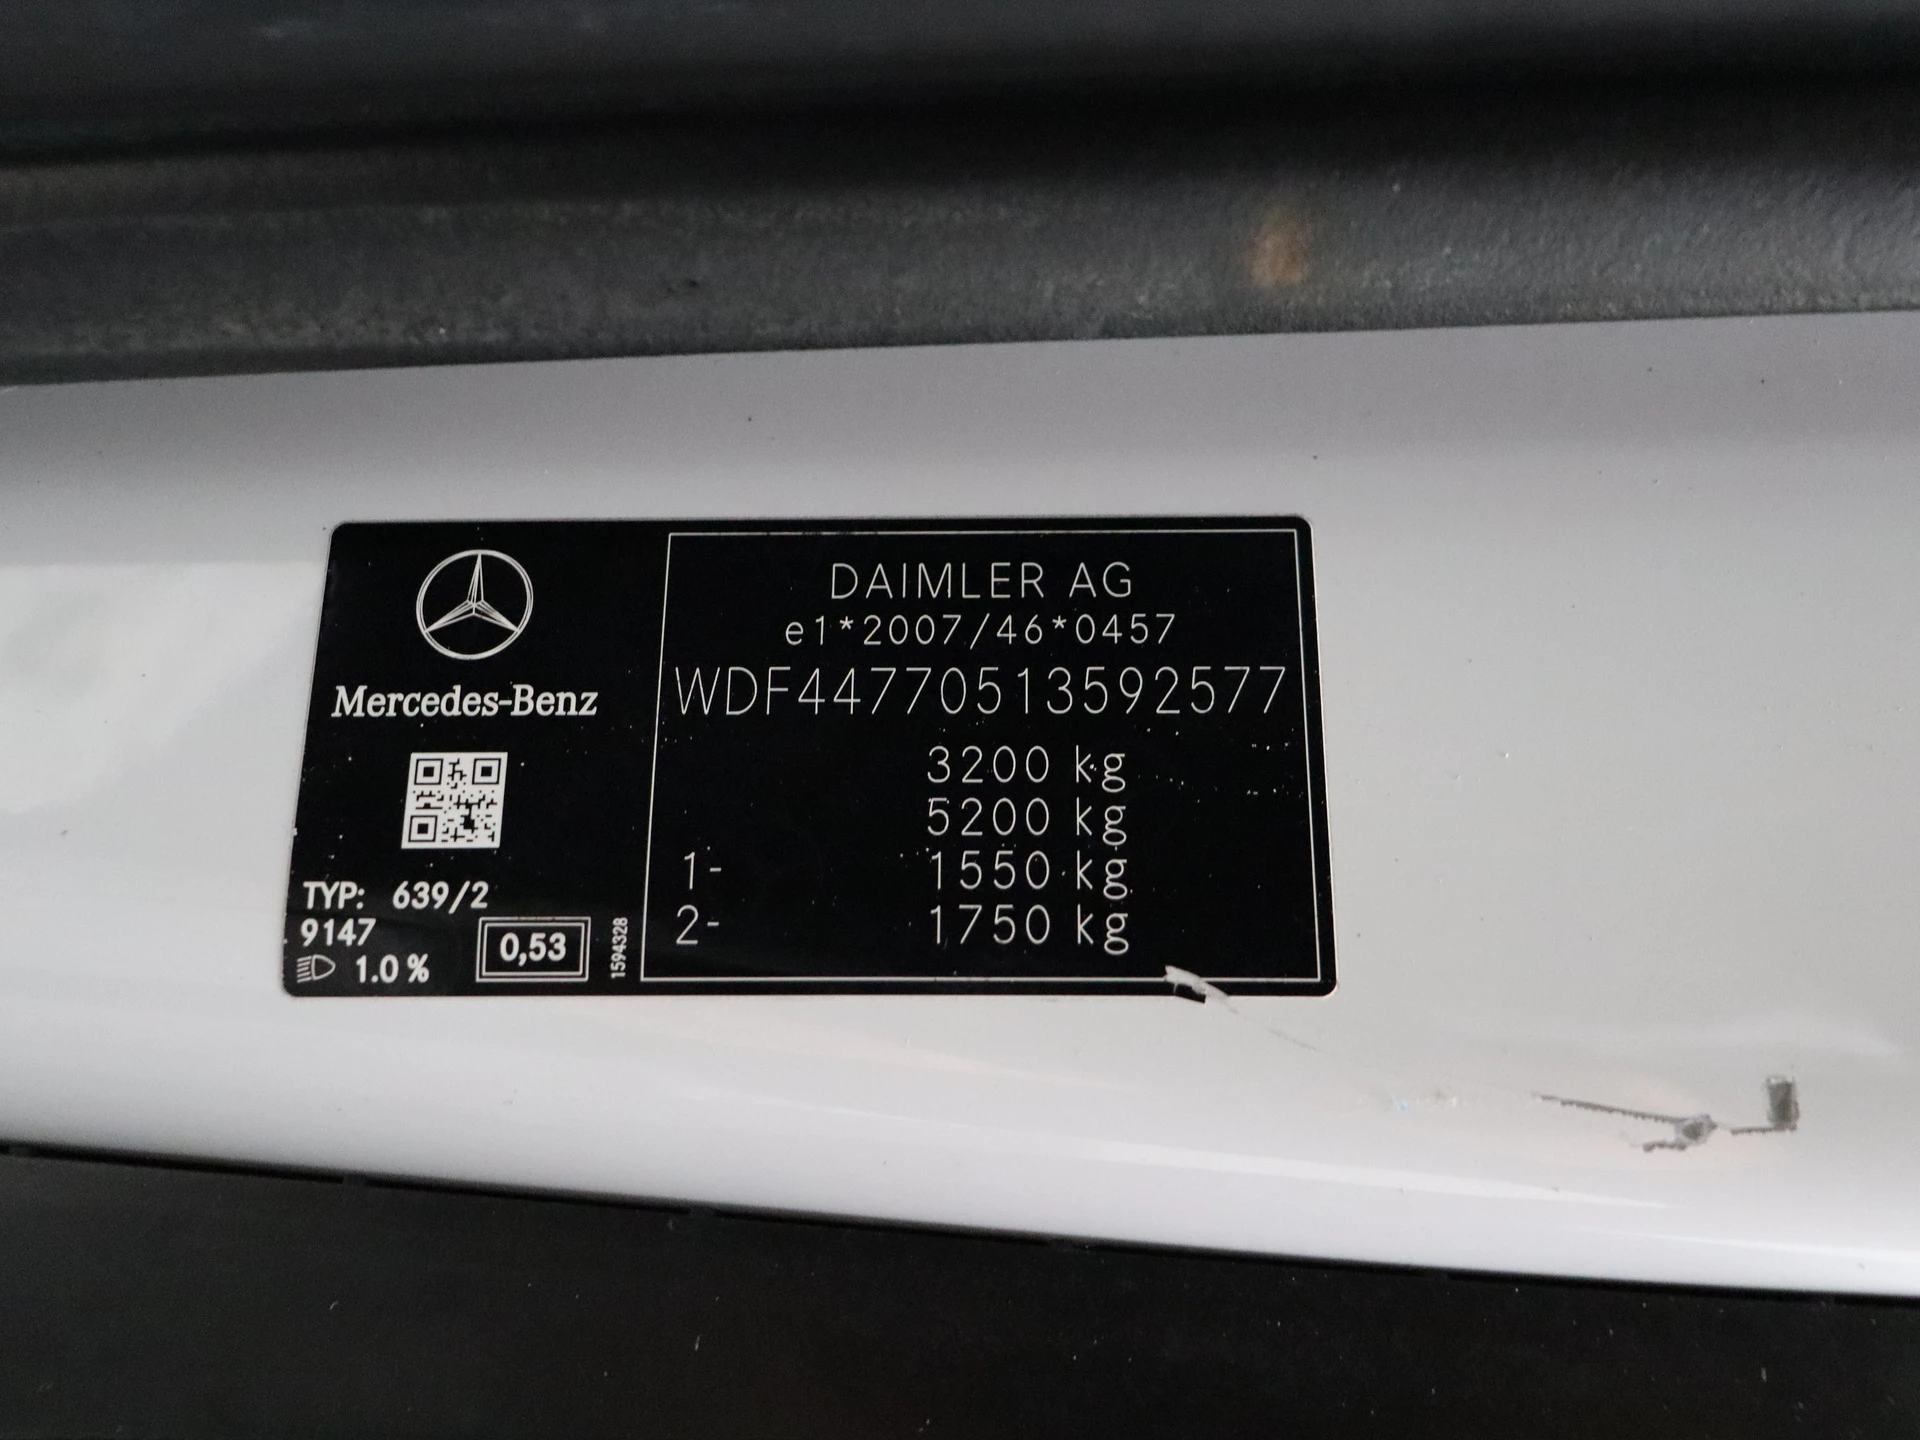 Mercedes-Benz
TYP: 639/2
9147
1.0 %
0,53
1594328
DAIMLER AG
e1*2007/46*0457
WDF44770513592577
3200 kg
5200 kg
1- 1550 kg
2- 1750 kg